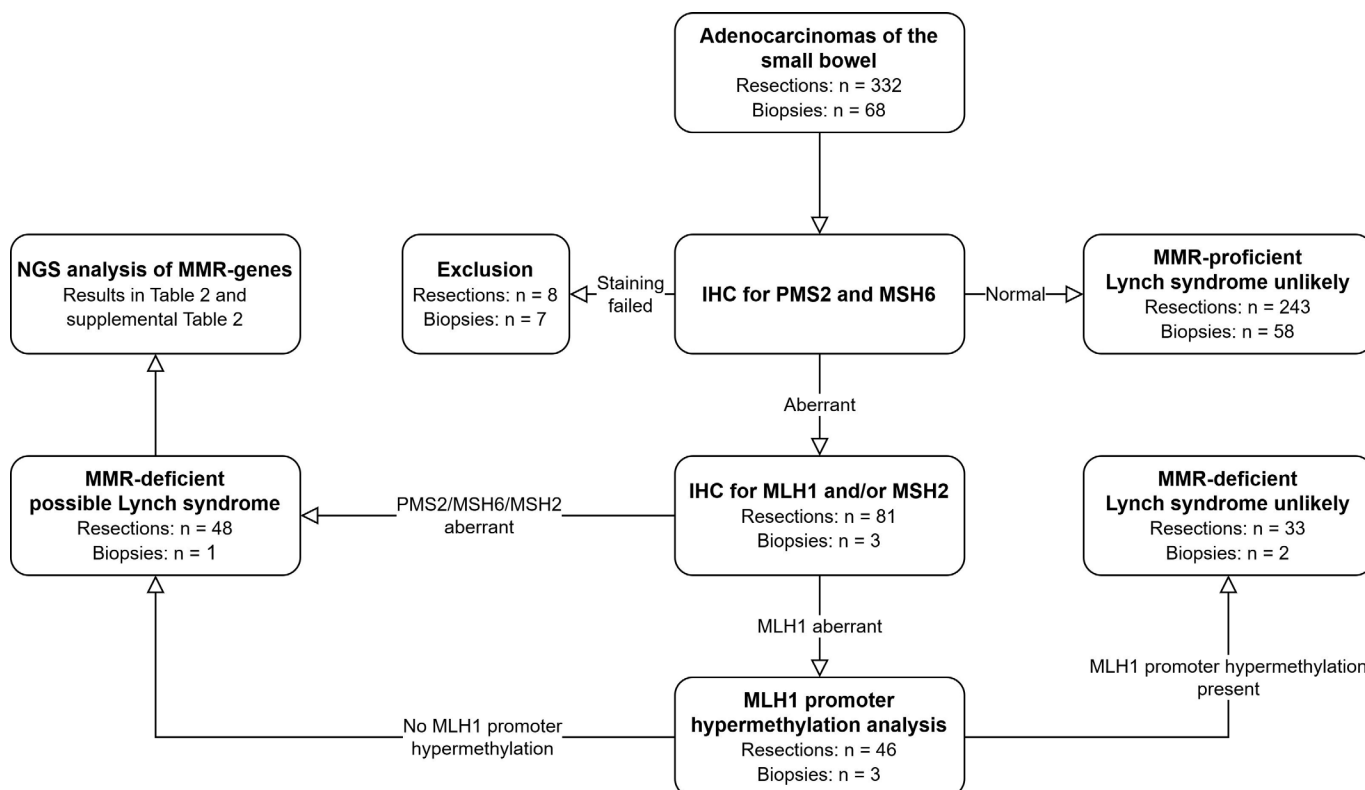 Adenocarcinomas of the
small bowel
Resections: n = 332
Biopsies: n = 68
NGS analysis of MMR-genes
Results in Table 2 and
supplemental Table 2
Exclusion
Resections: n = 8
Biopsies: n = 7
Staining
failed
IHC for PMS2 and MSH6
Normal
MMR-proficient
Lynch syndrome unlikely
Resections: n = 243
Biopsies: n = 58
Aberrant
MMR-deficient
possible Lynch syndrome
Resections: n = 48
Biopsies: n = 1
PMS2/MSH6/MSH2
aberrant
IHC for MLH1 and/or MSH2
Resections: n = 81
Biopsies: n = 3
MMR-deficient
Lynch syndrome unlikely
Resections: n = 33
Biopsies: n = 2
MLH1 aberrant
No MLH1 promoter
hypermethylation
MLH1 promoter
hypermethylation analysis
Resections: n = 46
Biopsies: n = 3
MLH1 promoter hypermethylation
present